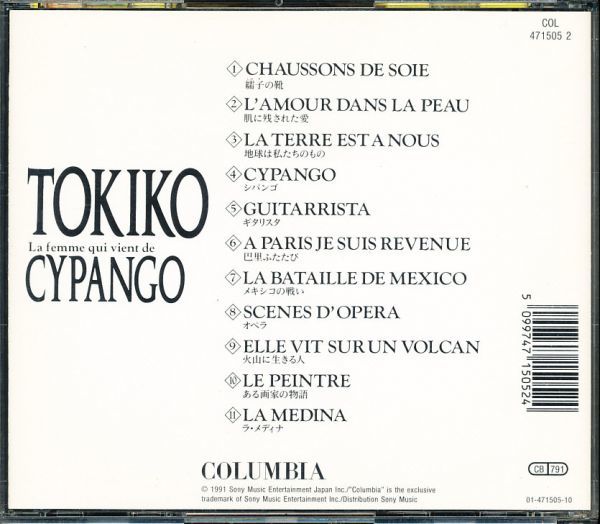 COL
471505 2
1 CHAUSSONS DE SOIE
繻子の靴
2 L'AMOUR DANS LA PEAU
肌に残された愛
3 LA TERRE EST A NOUS
地球は私たちのもの
4 CYPANGO
シパンゴ
5 GUITARRISTA
ギタリスタ
6 A PARIS JE SUIS REVENUE
巴里ふたたび
7 LA BATAILLE DE MEXICO
メキシコの戦い
8 SCENES D'OPERA
オペラ
9 ELLE VIT SUR UN VOLCAN
火山に生きる人
10 LE PEINTRE
ある画家の物語
11 LA MEDINA
ラ・メディナ
TOKIKO
La femme qui vient de
CYPANGO
5 099747 150524
COLUMBIA
© 1991 Sony Music Entertainment Japan Inc./"Columbia" is the exclusive
trademark of Sony Music Entertainment Inc./Distribution Sony Music
CB 791
01-471505-10